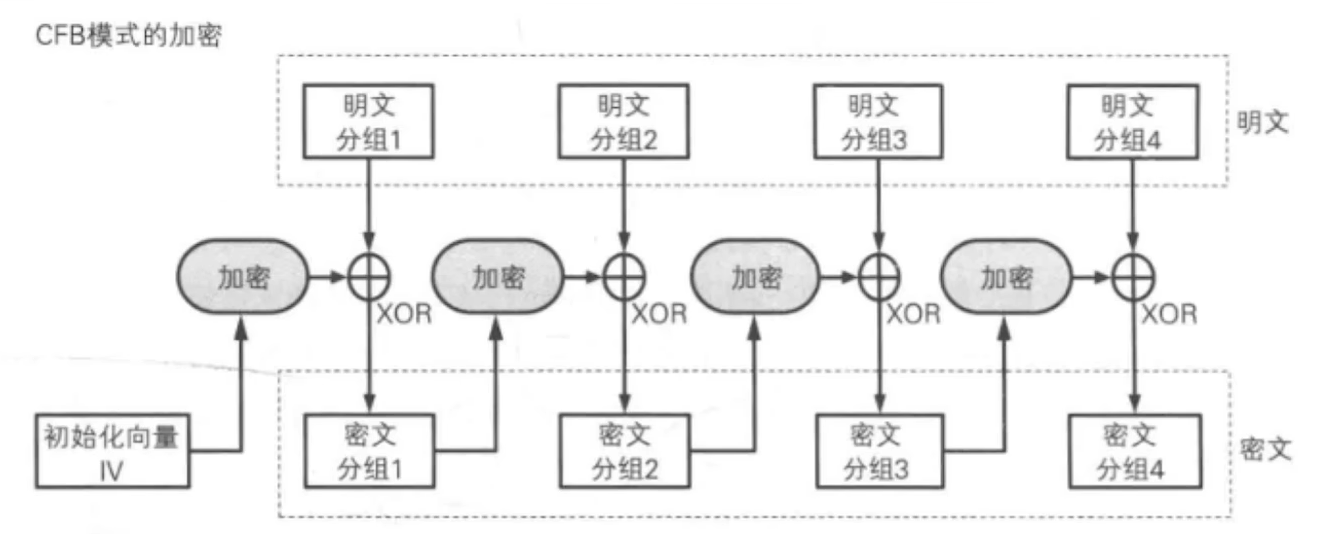 CFB模式的加密
明文
分组1
明文
分组2
明文
分组3
明文
分组4
明文
加密
加密
加密
加密
XOR
XOR
XOR
XOR
初始化向量
IV
密文
分组1
密文
分组2
密文
分组3
密文
分组4
密文